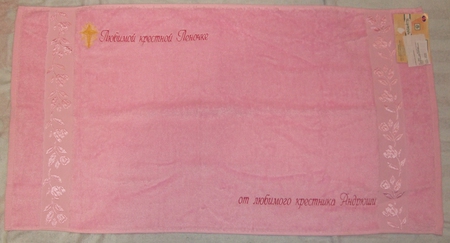 Любимой крестной Леночке
от любимого крестника Андрюши